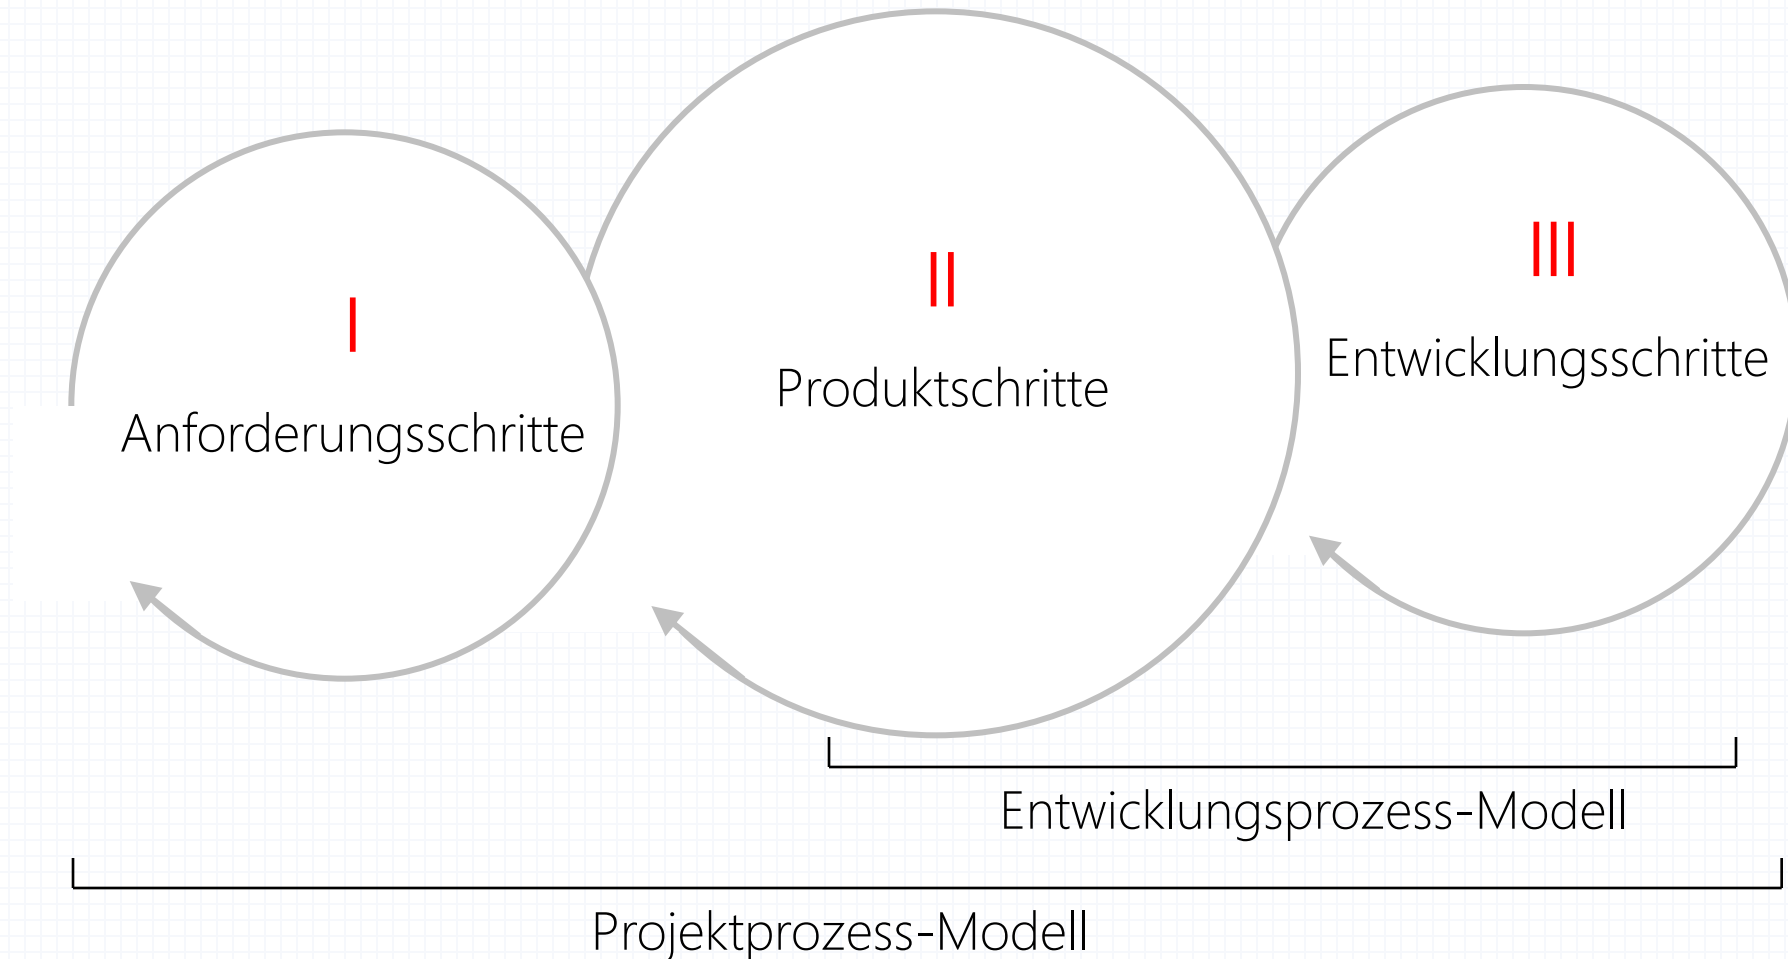 I
Anforderungsschritte
II
Produktschritte
III
Entwicklungsschritte
Entwicklungsprozess-Modell
Projektprozess-Modell